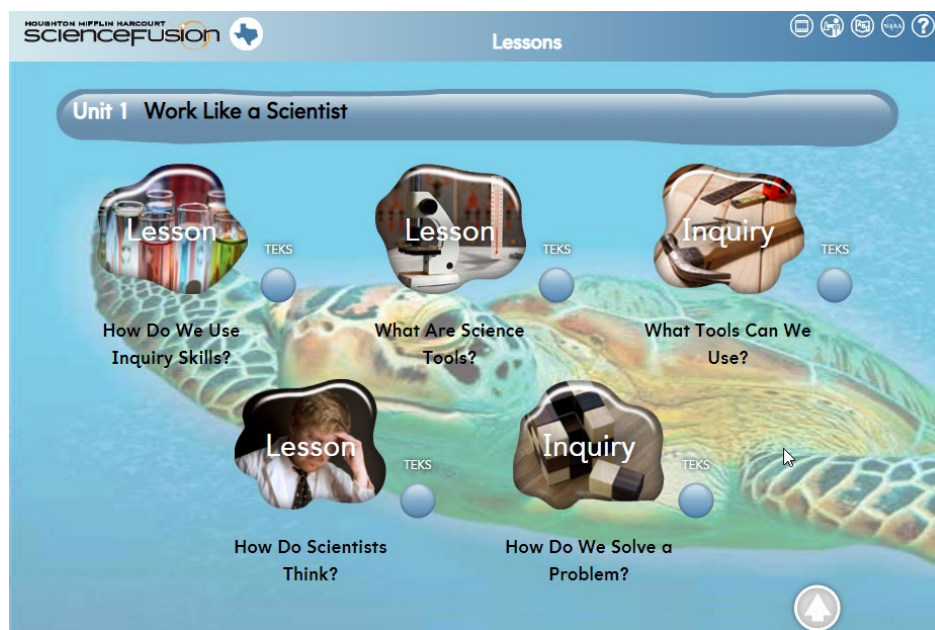 HOUGHTON MIFFLIN HARCOURT
SCIENCEFUSION
Lessons
NASA
?
Unit 1 Work Like a Scientist
Lesson
TEKS
How Do We Use
Inquiry Skills?
Lesson
TEKS
What Are Science
Tools?
Inquiry
TEKS
What Tools Can We
Use?
Lesson
TEKS
How Do Scientists
Think?
Inquiry
TEKS
How Do We Solve a
Problem?